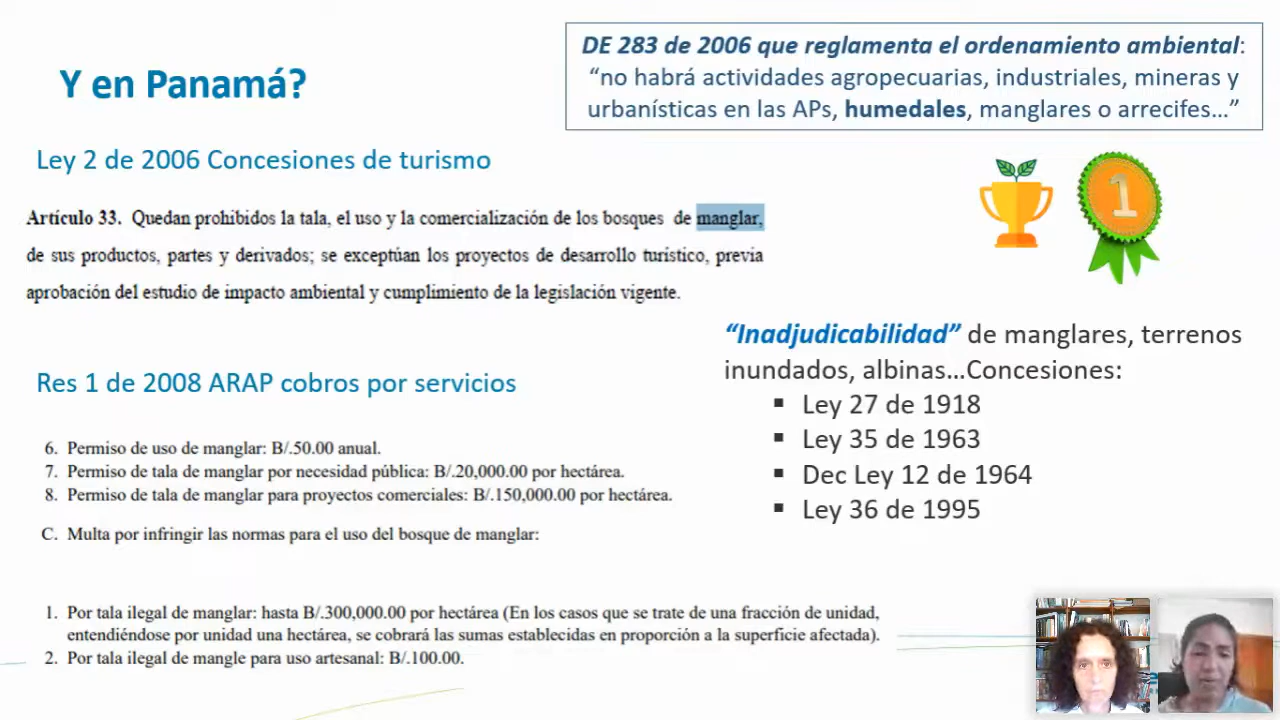 Y en Panamá?
DE 283 de 2006 que reglamenta el ordenamiento ambiental:
“no habrá actividades agropecuarias, industriales, mineras y
urbanísticas en las APs, humedales, manglares o arrecifes…”
Ley 2 de 2006 Concesiones de turismo
Artículo 33. Quedan prohibidos la tala, el uso y la comercialización de los bosques de manglar,
de sus productos, partes y derivados; se exceptúan los proyectos de desarrollo turístico, previa
aprobación del estudio de impacto ambiental y cumplimiento de la legislación vigente.
1
“Inadjudicabilidad” de manglares, terrenos
inundados, albinas…Concesiones:
▪ Ley 27 de 1918
▪ Ley 35 de 1963
▪ Dec Ley 12 de 1964
▪ Ley 36 de 1995
Res 1 de 2008 ARAP cobros por servicios
6. Permiso de uso de manglar: B/.50.00 anual.
7. Permiso de tala de manglar por necesidad pública: B/.20,000.00 por hectárea.
8. Permiso de tala de manglar para proyectos comerciales: B/.150,000.00 por hectárea.
C. Multa por infringir las normas para el uso del bosque de manglar:
1. Por tala ilegal de manglar: hasta B/.300,000.00 por hectárea (En los casos que se trate de una fracción de unidad,
entendiéndose por unidad una hectárea, se cobrará las sumas establecidas en proporción a la superficie afectada).
2. Por tala ilegal de mangle para uso artesanal: B/.100.00.